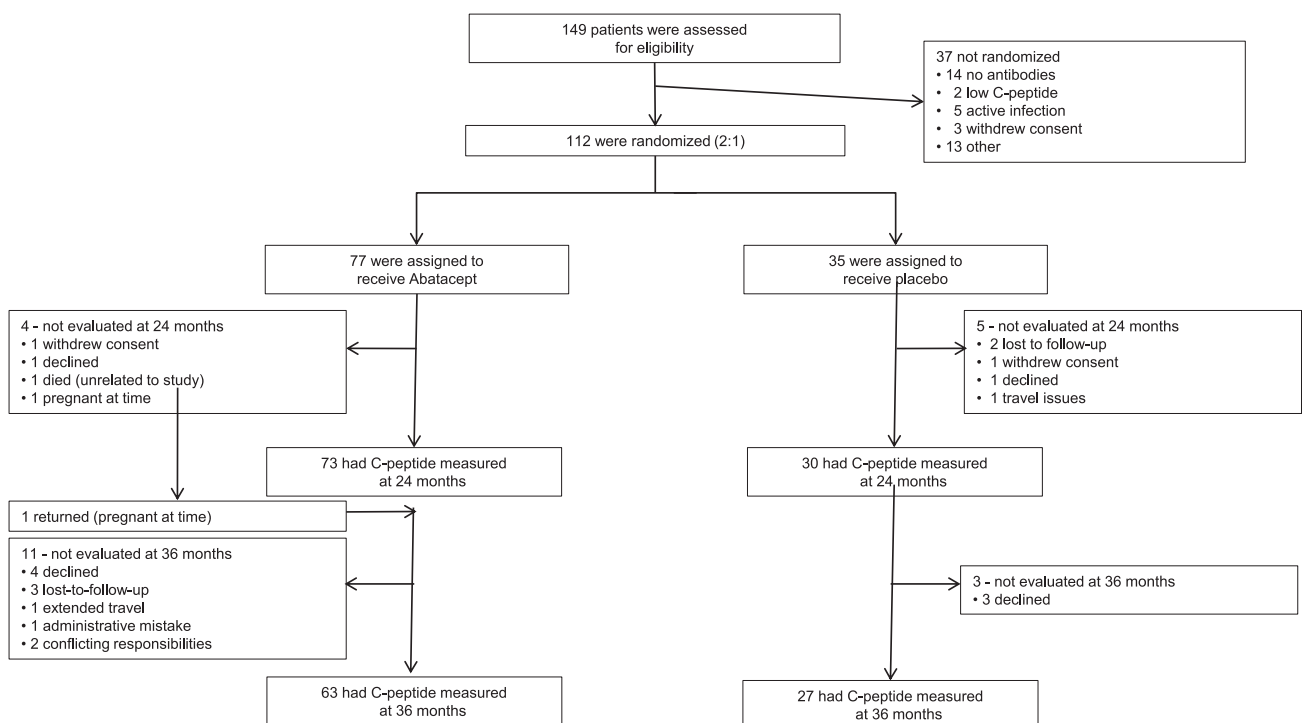 149 patients were assessed
for eligibility
37 not randomized
• 14 no antibodies
• 2 low C-peptide
• 5 active infection
• 3 withdrew consent
• 13 other
112 were randomized (2:1)
77 were assigned to
receive Abatacept
35 were assigned to
receive placebo
4 - not evaluated at 24 months
• 1 withdrew consent
• 1 declined
• 1 died (unrelated to study)
• 1 pregnant at time
5 - not evaluated at 24 months
• 2 lost to follow-up
• 1 withdrew consent
• 1 declined
• 1 travel issues
73 had C-peptide measured
at 24 months
30 had C-peptide measured
at 24 months
1 returned (pregnant at time)
11 - not evaluated at 36 months
• 4 declined
• 3 lost-to-follow-up
• 1 extended travel
• 1 administrative mistake
• 2 conflicting responsibilities
3 - not evaluated at 36 months
• 3 declined
63 had C-peptide measured
at 36 months
27 had C-peptide measured
at 36 months